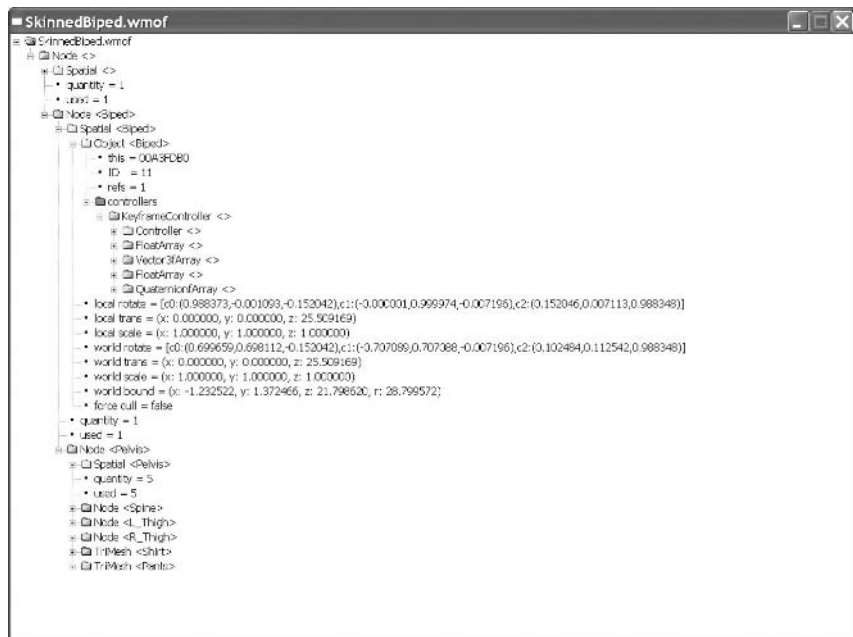 SkinnedBiped.wmof
SkinnedBiped.wmof
Node <>
Spatial <>
quantity = 1
used = 1
Node <Biped>
Spatial <Biped>
Object <Biped>
this = 00A3FDB0
ID = 11
refs = 1
controllers
KeyframeController <>
Controller <>
FloatArray <>
Vector3fArray <>
FloatArray <>
QuaternionfArray <>
local rotate = [c0:(0.988373,-0.001093,-0.152042),c1:(-0.000001,0.999974,-0.007196),c2:(0.152046,0.007113,0.988348)]
local trans = (x: 0.000000, y: 0.000000, z: 25.509169)
local scale = (x: 1.000000, y: 1.000000, z: 1.000000)
world rotate = [c0:(0.699659,0.698112,-0.152042),c1:(-0.707089,0.707088,-0.007196),c2:(0.102484,0.112542,0.988348)]
world trans = (x: 0.000000, y: 0.000000, z: 25.509169)
world scale = (x: 1.000000, y: 1.000000, z: 1.000000)
world bound = (x: -1.232522, y: 1.372466, z: 21.798620, r: 28.799572)
force cull = false
quantity = 1
used = 1
Node <Pelvis>
Spatial <Pelvis>
quantity = 5
used = 5
Node <Spine>
Node <L_Thigh>
Node <R_Thigh>
TriMesh <Shirt>
TriMesh <Pants>